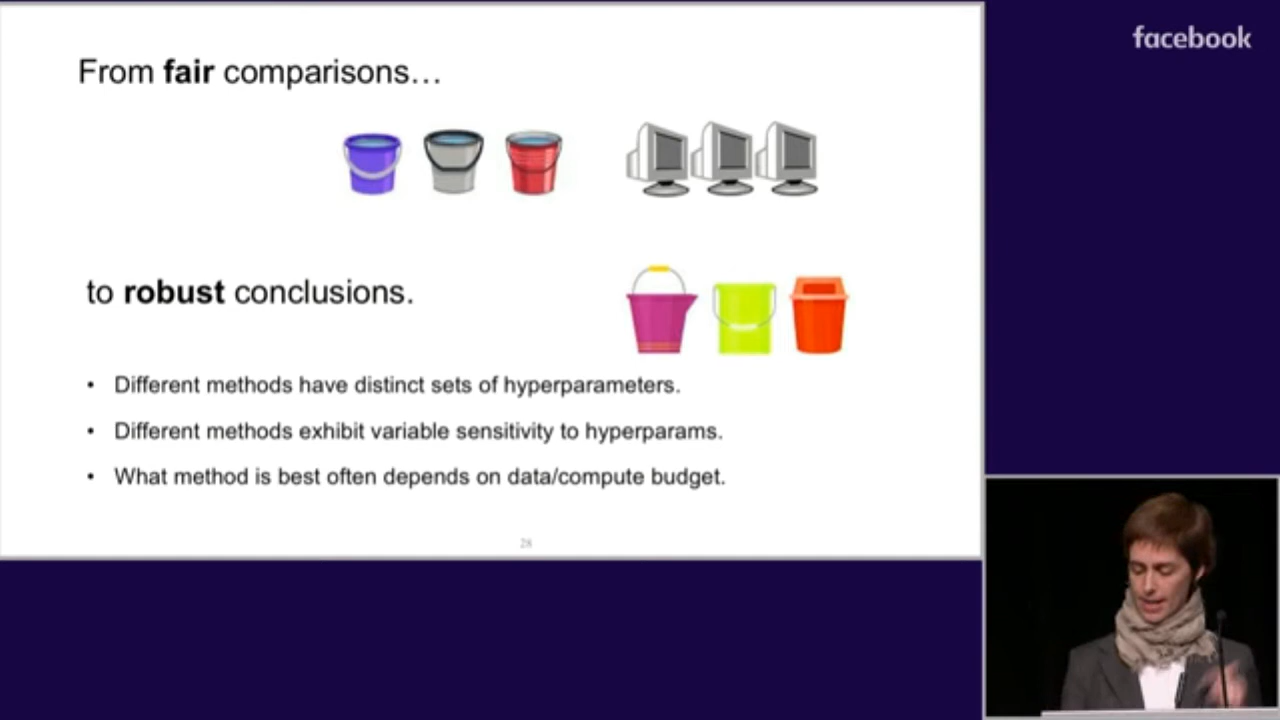 From fair comparisons…
facebook
to robust conclusions.
• Different methods have distinct sets of hyperparameters.
• Different methods exhibit variable sensitivity to hyperparams.
• What method is best often depends on data/compute budget.
28